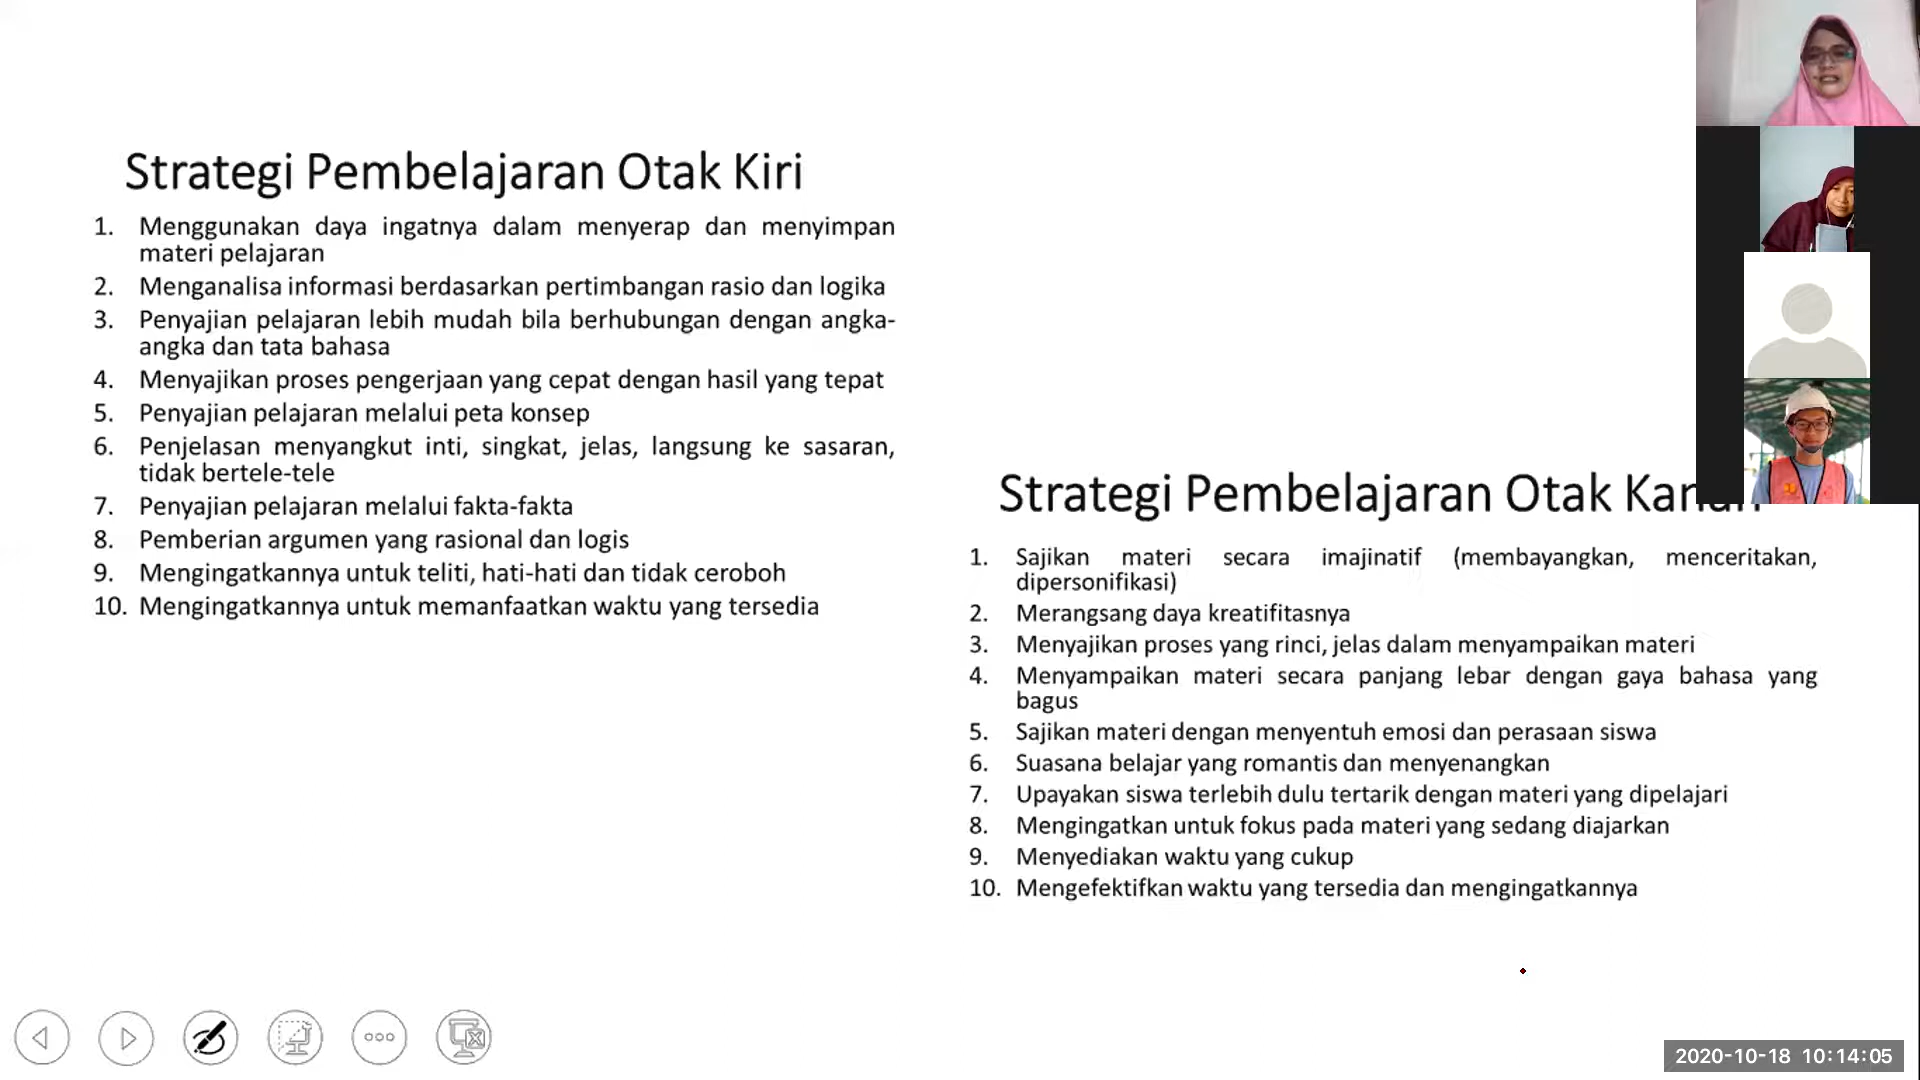 Strategi Pembelajaran Otak Kiri
1. Menggunakan daya ingatnya dalam menyerap dan menyimpan
materi pelajaran
2. Menganalisa informasi berdasarkan pertimbangan rasio dan logika
3. Penyajian pelajaran lebih mudah bila berhubungan dengan angka-
angka dan tata bahasa
4. Menyajikan proses pengerjaan yang cepat dengan hasil yang tepat
5. Penyajian pelajaran melalui peta konsep
6. Penjelasan menyangkut inti, singkat, jelas, langsung ke sasaran,
tidak bertele-tele
7. Penyajian pelajaran melalui fakta-fakta
8. Pemberian argumen yang rasional dan logis
9. Mengingatkannya untuk teliti, hati-hati dan tidak ceroboh
10. Mengingatkannya untuk memanfaatkan waktu yang tersedia
Strategi Pembelajaran Otak Kanan
1. Sajikan materi secara imajinatif (membayangkan, menceritakan,
dipersonifikasi)
2. Merangsang daya kreatifitasnya
3. Menyajikan proses yang rinci, jelas dalam menyampaikan materi
4. Menyampaikan materi secara panjang lebar dengan gaya bahasa yang
bagus
5. Sajikan materi dengan menyentuh emosi dan perasaan siswa
6. Suasana belajar yang romantis dan menyenangkan
7. Upayakan siswa terlebih dulu tertarik dengan materi yang dipelajari
8. Mengingatkan untuk fokus pada materi yang sedang diajarkan
9. Menyediakan waktu yang cukup
10. Mengefektifkan waktu yang tersedia dan mengingatkannya
2020-10-18 10:14:05